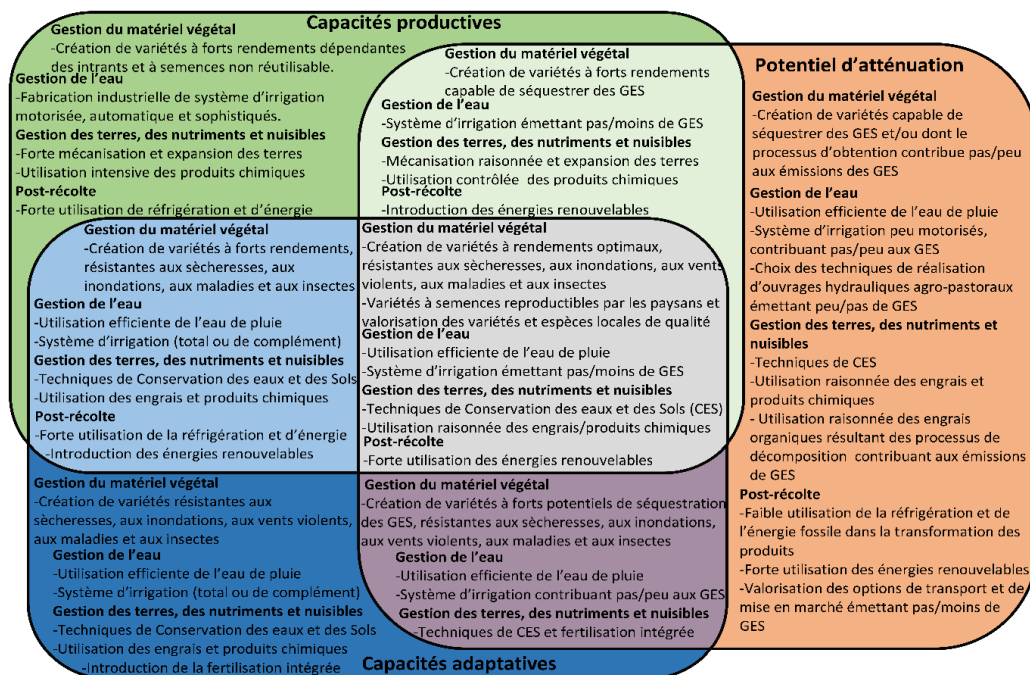 Capacités productives
Gestion du matériel végétal
-Création de variétés à forts rendements dépendantes
des intrants et à semences non réutilisable.
Gestion de l'eau
-Fabrication industrielle de système d'irrigation
motorisée, automatique et sophistiqués.
Gestion des terres, des nutriments et nuisibles
-Forte mécanisation et expansion des terres
-Utilisation intensive des produits chimiques
Post-récolte
-Forte utilisation de réfrigération et d'énergie
Gestion du matériel végétal
-Création de variétés à forts rendements
capable de séquestrer des GES
Gestion de l'eau
-Système d'irrigation émettant pas/moins de GES
Gestion des terres, des nutriments et nuisibles
-Mécanisation raisonnée et expansion des terres
-Utilisation contrôlée des produits chimiques
Post-récolte
-Introduction des énergies renouvelables
Potentiel d'atténuation
Gestion du matériel végétal
-Création de variétés capable de
séquestrer des GES et/ou dont le
processus d'obtention contribue pas/peu
aux émissions des GES
Gestion de l'eau
-Utilisation efficiente de l'eau de pluie
-Système d'irrigation peu motorisés,
contribuant pas/peu aux GES
-Choix des techniques de réalisation
d'ouvrages hydrauliques agro-pastoraux
émettant peu/pas de GES
Gestion des terres, des nutriments et
nuisibles
-Techniques de CES
-Utilisation raisonnée des engrais et
produits chimiques
- Utilisation raisonnée des engrais
organiques résultant des processus de
décomposition contribuant aux émissions
de GES
Post-récolte
-Faible utilisation de la réfrigération et de
l'énergie fossile dans la transformation des
produits
-Forte utilisation des énergies renouvelables
-Valorisation des options de transport et de
mise en marché émettant pas/moins de
GES
Gestion du matériel végétal
-Création de variétés à forts rendements,
résistantes aux sècheresses, aux
inondations, aux maladies et aux insectes
Gestion de l'eau
-Utilisation efficiente de l'eau de pluie
-Système d'irrigation (total ou de complément)
Gestion des terres, des nutriments et nuisibles
-Techniques de Conservation des eaux et des Sols
-Utilisation des engrais et produits chimiques
Post-récolte
-Forte utilisation de la réfrigération et d'énergie
-Introduction des énergies renouvelables
Gestion du matériel végétal
-Création de variétés à rendements optimaux,
résistantes aux sècheresses, aux inondations, aux vents
violents, aux maladies et aux insectes
-Variétés à semences reproductibles par les paysans et
valorisation des variétés et espèces locales de qualité
Gestion de l'eau
-Utilisation efficiente de l'eau de pluie
-Système d'irrigation émettant pas/moins de GES
Gestion des terres, des nutriments et nuisibles
-Techniques de Conservation des eaux et des Sols (CES)
-Utilisation raisonnée des engrais/produits chimiques
Post-récolte
-Forte utilisation des énergies renouvelables
Gestion du matériel végétal
-Création de variétés résistantes aux
sècheresses, aux inondations, aux vents violents,
aux maladies et aux insectes
Gestion de l'eau
-Utilisation efficiente de l'eau de pluie
-Système d'irrigation (total ou de complément)
Gestion des terres, des nutriments et nuisibles
-Techniques de Conservation des eaux et des Sols
-Utilisation des engrais et produits chimiques
-Introduction de la fertilisation intégrée
Gestion du matériel végétal
-Création de variétés à forts potentiels de séquestration
des GES, résistantes aux sècheresses, aux inondations,
aux vents violents, aux maladies et aux insectes
Gestion de l'eau
-Utilisation efficiente de l'eau de pluie
-Système d'irrigation contribuant pas/peu aux GES
Gestion des terres, des nutriments et nuisibles
-Techniques de CES et fertilisation intégrée
Capacités adaptatives